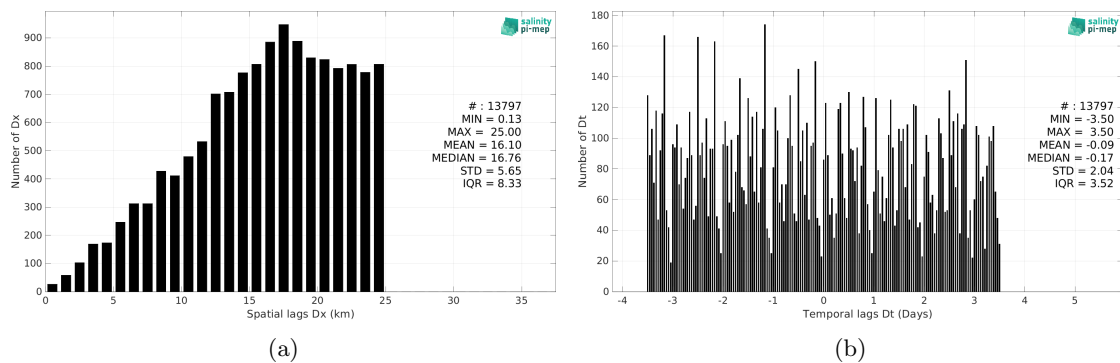 salinity
pi-mep
900
800
700
600
500
400
300
200
100
0
Number of Dx
# : 13797
MIN = 0.13
MAX = 25.00
MEAN = 16.10
MEDIAN = 16.76
STD = 5.65
IQR = 8.33
0 5 10 15 20 25 30 35
Spatial lags Dx (km)
(a)
salinity
pi-mep
180
160
140
120
100
80
60
40
20
0
Number of Dt
# : 13797
MIN = -3.50
MAX = 3.50
MEAN = -0.09
MEDIAN = -0.17
STD = 2.04
IQR = 3.52
-4 -3 -2 -1 0 1 2 3 4 5
Temporal lags Dt (Days)
(b)